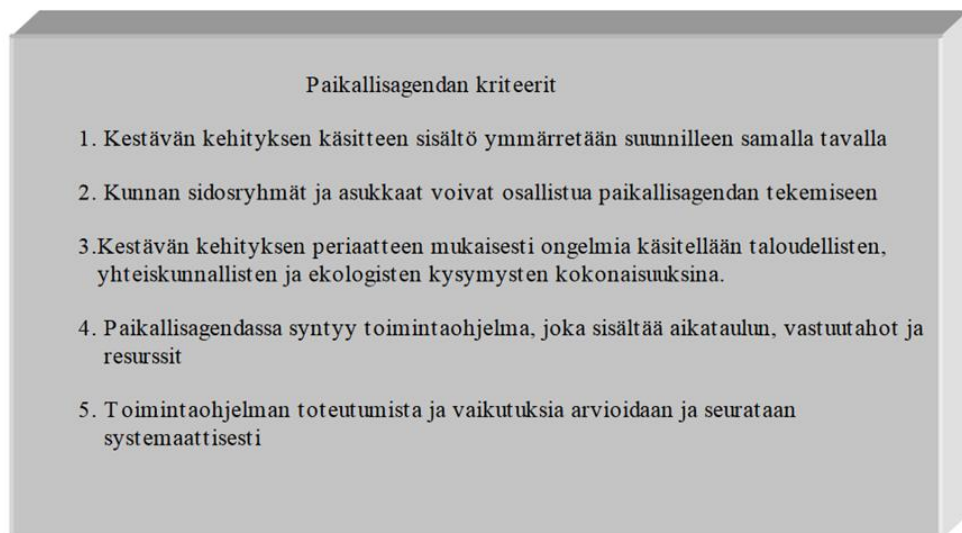 Paikallisagendan kriteerit
1. Kestävän kehityksen käsitteen sisältö ymmärretään suunnilleen samalla tavalla
2. Kunnan sidosryhmät ja asukkaat voivat osallistua paikallisagendan tekemiseen
3.Kestävän kehityksen periaatteen mukaisesti ongelmia käsitellään taloudellisten,
yhteiskunnallisten ja ekologisten kysymysten kokonaisuuksina.
4. Paikallisagendassa syntyy toimintaohjelma, joka sisältää aikataulun, vastuutahot ja
resurssit
5. Toimintaohjelman toteutumista ja vaikutuksia arvioidaan ja seurataan
systemaattisesti